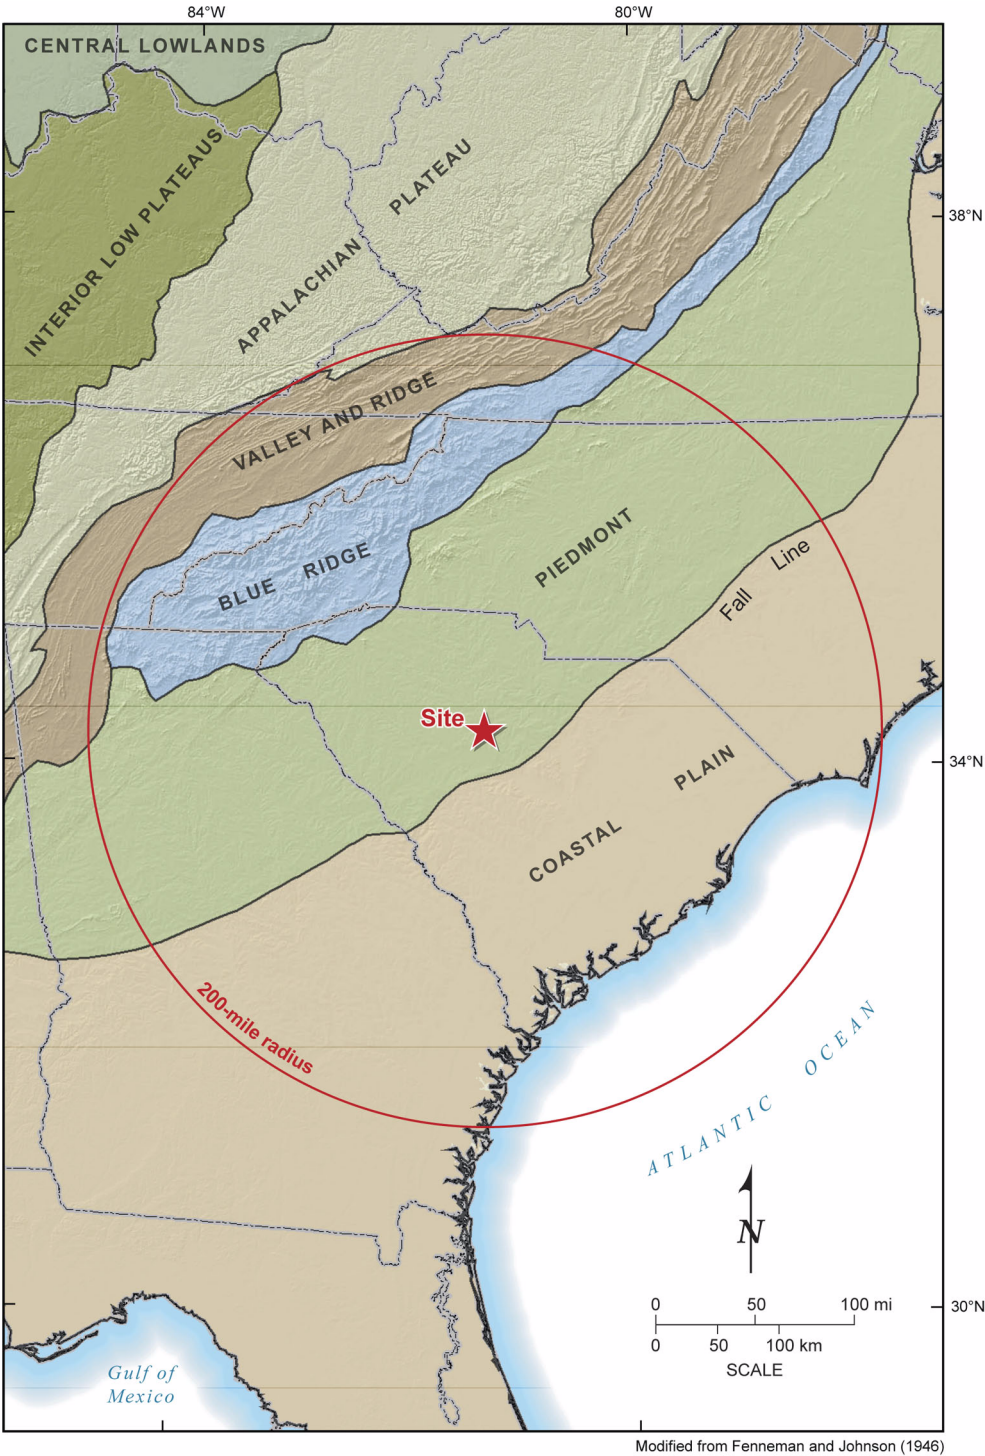 84°W
80°W
CENTRAL LOWLANDS
INTERIOR LOW PLATEAUS
APPALACHIAN
PLATEAU
38°N
VALLEY AND RIDGE
BLUE RIDGE
PIEDMONT
Fall Line
Site
34°N
PLAIN
COASTAL
200-mile radius
ATLANTIC OCEAN
N
0 50 100 mi
0 50 100 km
SCALE
30°N
Gulf of
Mexico
Modified from Fenneman and Johnson (1946)